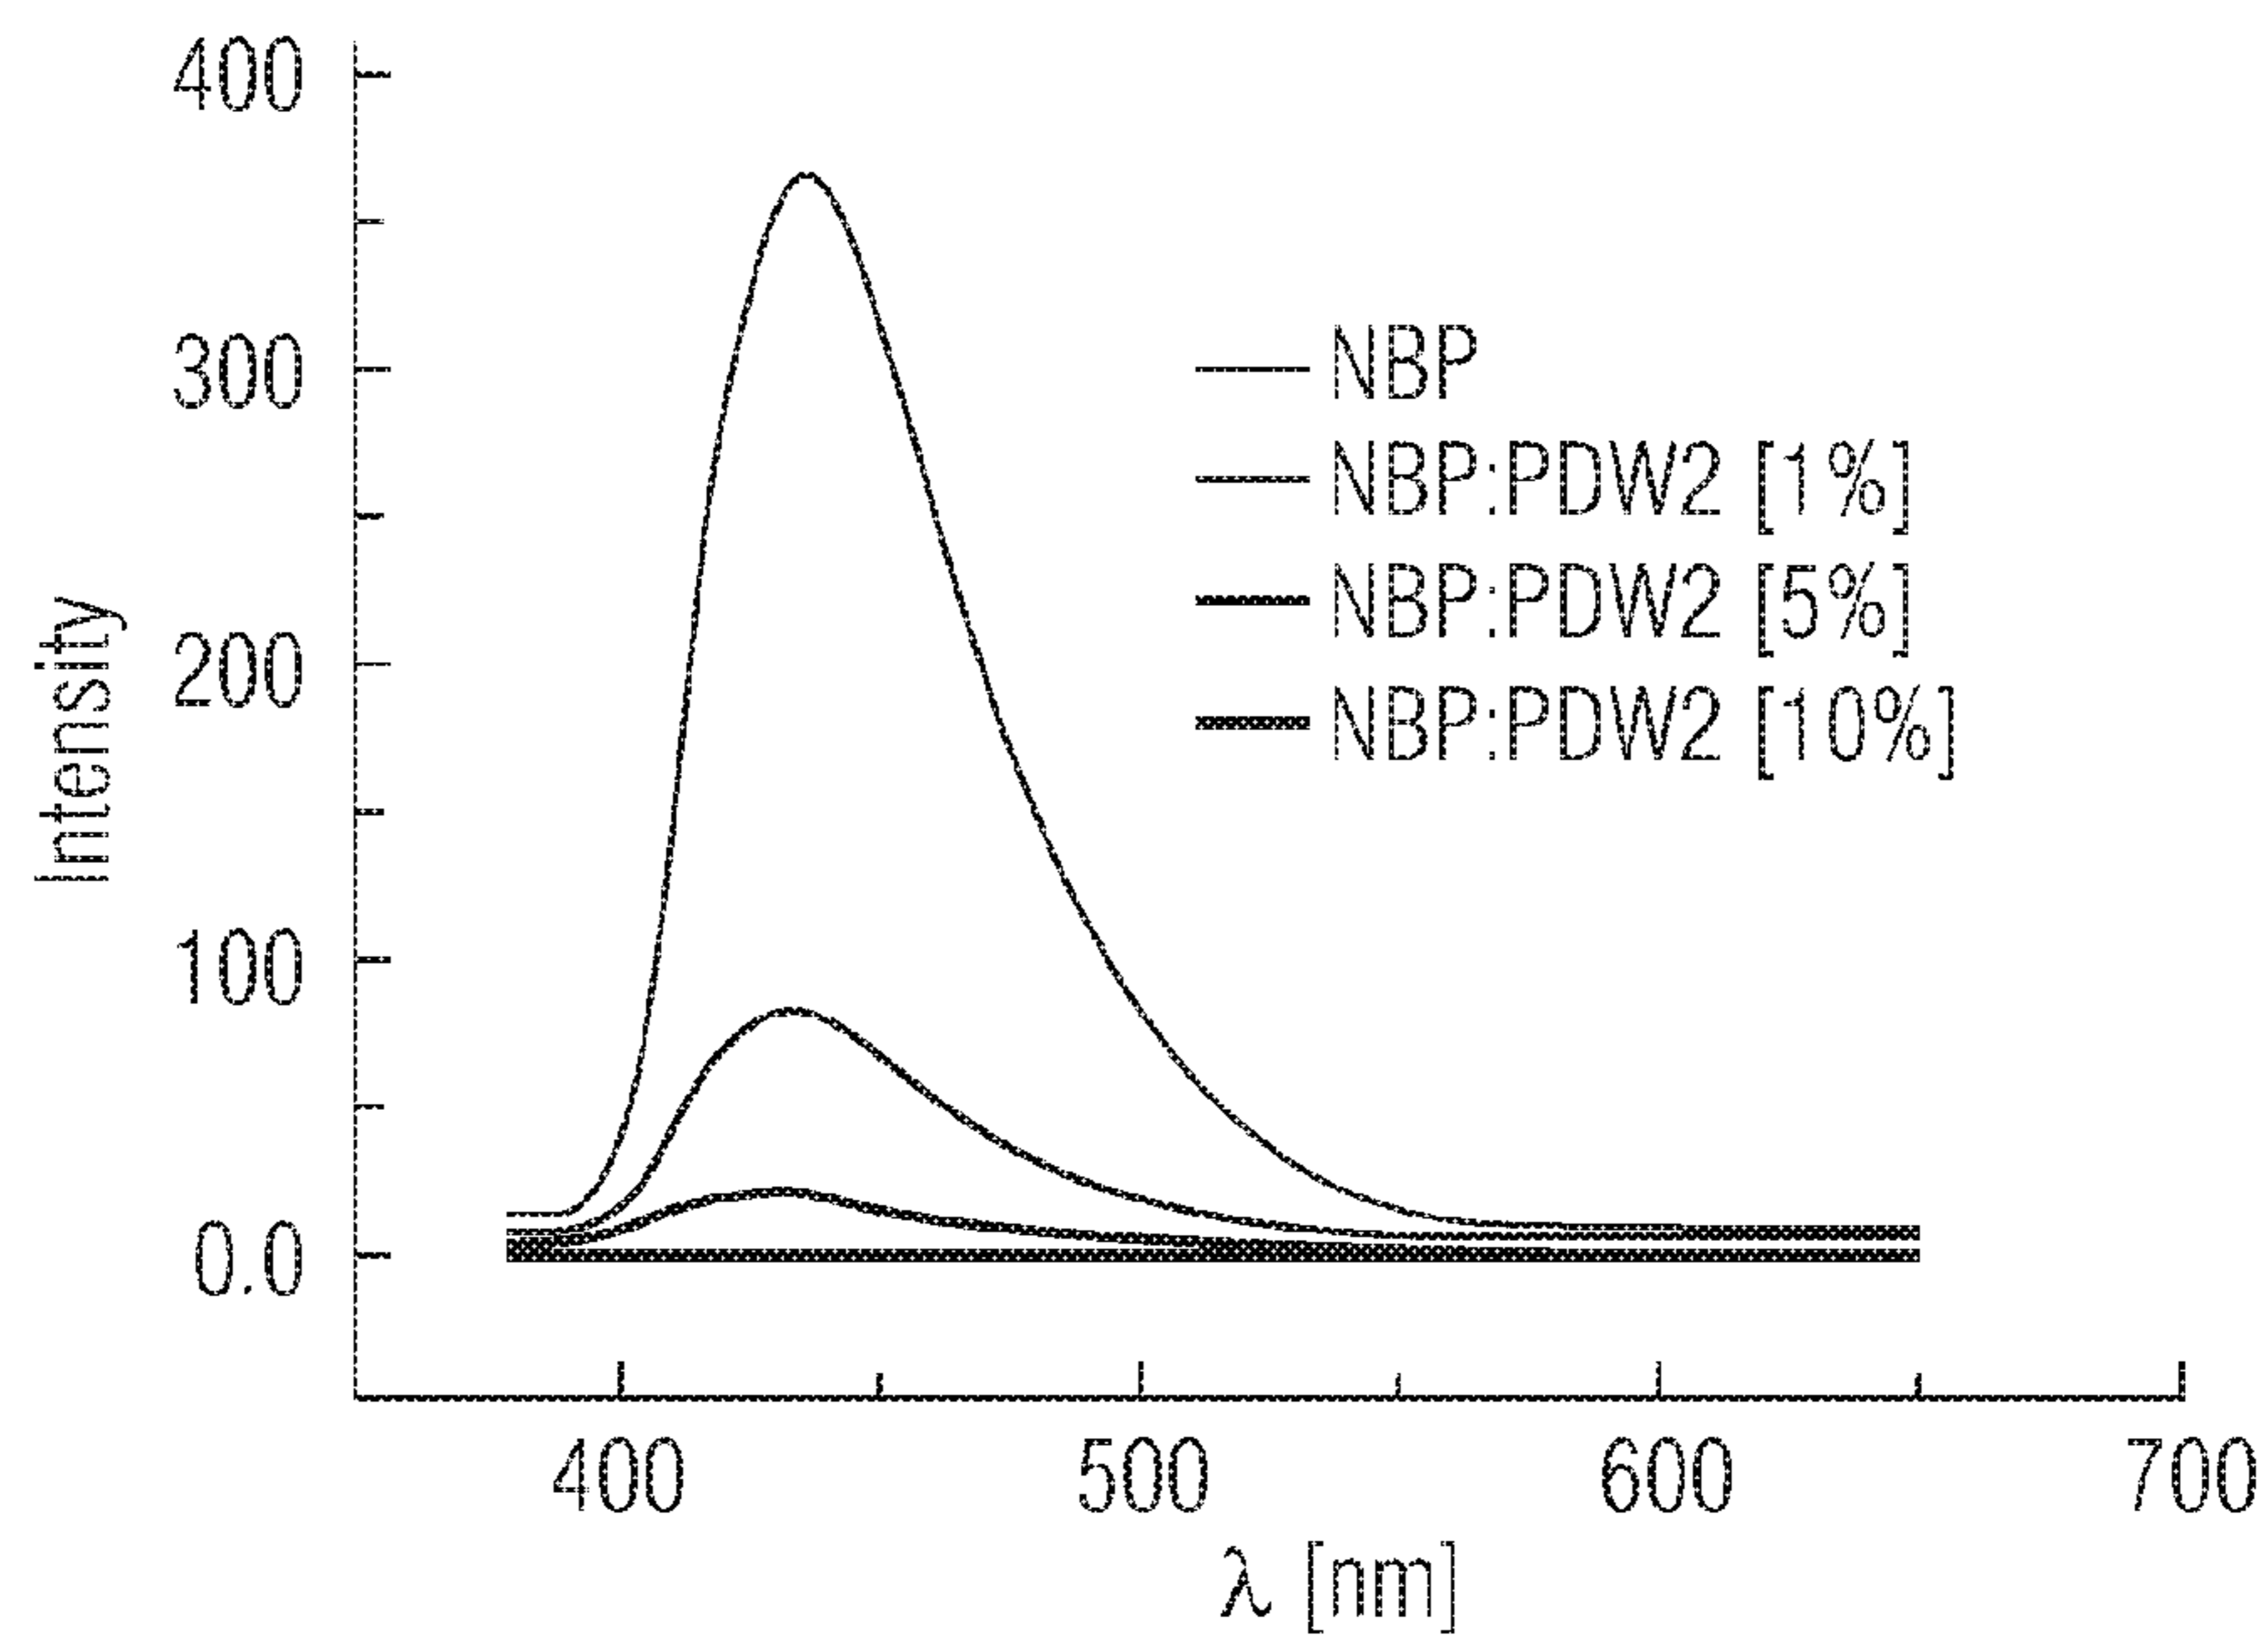 400
300
200
100
0.0
Intensity
NBP
NBP:PDW2 [1%]
NBP:PDW2 [5%]
NBP:PDW2 [10%]
400
500
600
700
λ [nm]